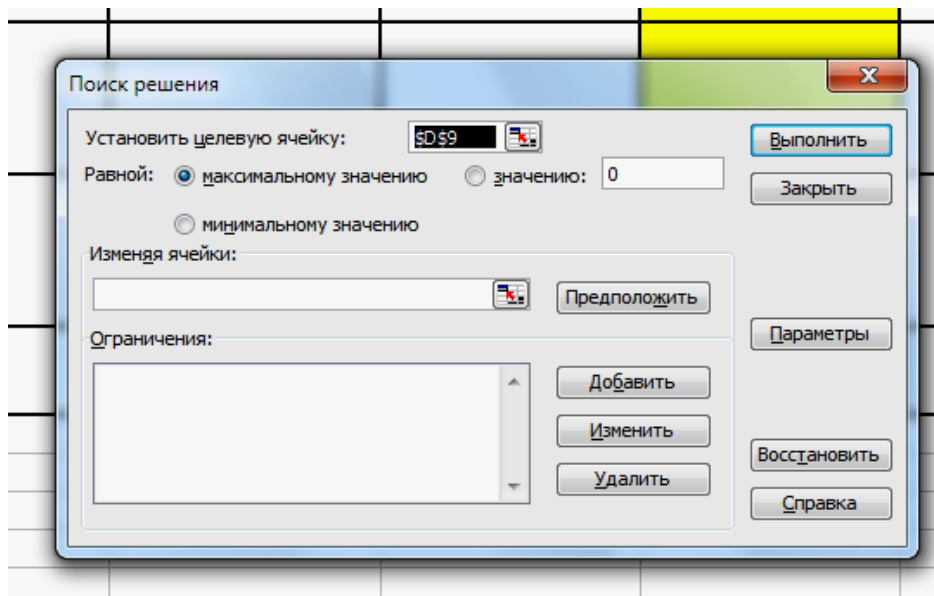 Поиск решения
Установить целевую ячейку: $D$9
Выполнить
Равной: максимальному значению значению: 0
Закрыть
минимальному значению
Изменяя ячейки:
Предположить
Ограничения:
Параметры
Добавить
Изменить
Восстановить
Удалить
Справка